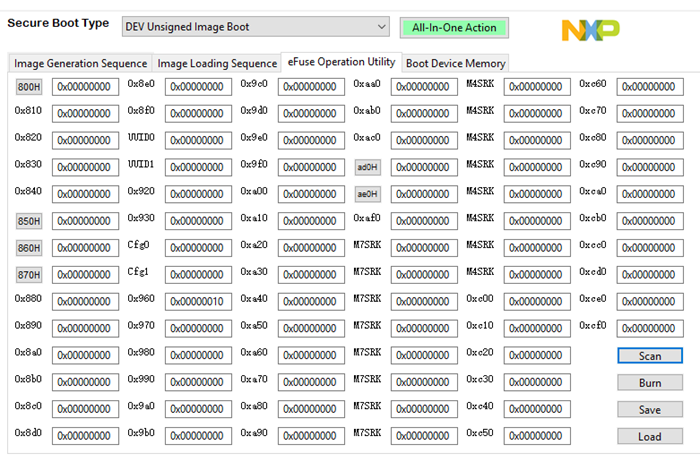 Secure Boot Type DEV Unsigned Image Boot All-In-One Action NXP
Image Generation Sequence Image Loading Sequence eFuse Operation Utility Boot Device Memory
800H 0x00000000 0x8e0 0x00000000 0x9c0 0x00000000 0xaa0 0x00000000 M4SRK 0x00000000 0xc60 0x00000000
0x810 0x00000000 0x8f0 0x00000000 0x9d0 0x00000000 0xab0 0x00000000 M4SRK 0x00000000 0xc70 0x00000000
0x820 0x00000000 UUID0 0x00000000 0x9e0 0x00000000 0xac0 0x00000000 M4SRK 0x00000000 0xc80 0x00000000
0x830 0x00000000 UUID1 0x00000000 0x9f0 0x00000000 ad0H 0x00000000 M4SRK 0x00000000 0xc90 0x00000000
0x840 0x00000000 0x920 0x00000000 0xa00 0x00000000 ae0H 0x00000000 M4SRK 0x00000000 0xca0 0x00000000
850H 0x00000000 0x930 0x00000000 0xa10 0x00000000 0xaf0 0x00000000 M4SRK 0x00000000 0xcb0 0x00000000
860H 0x00000000 Cfg0 0x00000000 0xa20 0x00000000 M7SRK 0x00000000 M4SRK 0x00000000 0xcc0 0x00000000
870H 0x00000000 Cfg1 0x00000000 0xa30 0x00000000 M7SRK 0x00000000 M4SRK 0x00000000 0xcd0 0x00000000
0x880 0x00000000 0x960 0x00000010 0xa40 0x00000000 M7SRK 0x00000000 0xc00 0x00000000 0xce0 0x00000000
0x890 0x00000000 0x970 0x00000000 0xa50 0x00000000 M7SRK 0x00000000 0xc10 0x00000000 0xcf0 0x00000000
0x8a0 0x00000000 0x980 0x00000000 0xa60 0x00000000 M7SRK 0x00000000 0xc20 0x00000000 Scan
0x8b0 0x00000000 0x990 0x00000000 0xa70 0x00000000 M7SRK 0x00000000 0xc30 0x00000000 Burn
0x8c0 0x00000000 0x9a0 0x00000000 0xa80 0x00000000 M7SRK 0x00000000 0xc40 0x00000000 Save
0x8d0 0x00000000 0x9b0 0x00000000 0xa90 0x00000000 M7SRK 0x00000000 0xc50 0x00000000 Load